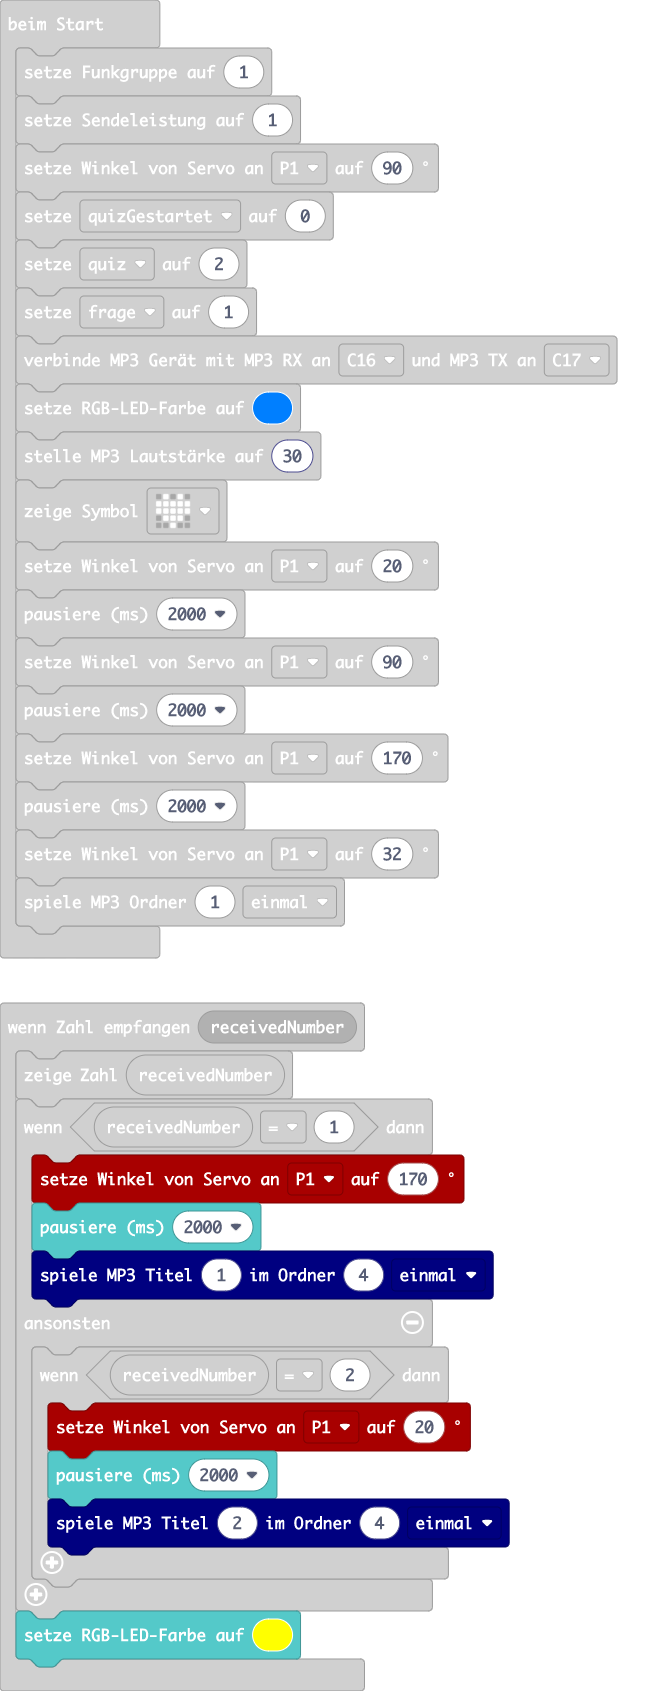 beim Start
setze Funkgruppe auf 1
setze Sendeleistung auf 1
setze Winkel von Servo an P1 auf 90 °
setze quizGestartet auf 0
setze quiz auf 2
setze frage auf 1
verbinde MP3 Gerät mit MP3 RX an C16 und MP3 TX an C17
setze RGB-LED-Farbe auf
stelle MP3 Lautstärke auf 30
zeige Symbol
setze Winkel von Servo an P1 auf 20 °
pausiere (ms) 2000
setze Winkel von Servo an P1 auf 90 °
pausiere (ms) 2000
setze Winkel von Servo an P1 auf 170 °
pausiere (ms) 2000
setze Winkel von Servo an P1 auf 32 °
spiele MP3 Ordner 1 einmal
wenn Zahl empfangen receivedNumber
zeige Zahl receivedNumber
wenn receivedNumber = 1 dann
setze Winkel von Servo an P1 auf 170 °
pausiere (ms) 2000
spiele MP3 Titel 1 im Ordner 4 einmal
ansonsten
wenn receivedNumber = 2 dann
setze Winkel von Servo an P1 auf 20 °
pausiere (ms) 2000
spiele MP3 Titel 2 im Ordner 4 einmal
setze RGB-LED-Farbe auf